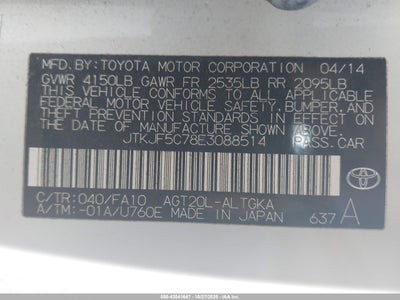 MFD. BY TOYOTA MOTOR CORPORATION 04/14
GVWR 4150LB GAWR FR 2535LB RR 2095LB
THIS VEHICLE CONFORMS TO ALL APPLICABLE
FEDERAL MOTOR VEHICLE SAFETY, BUMPER,
AND THEFT PREVENTION STANDARDS IN EFFECT
ON THE DATE OF MANUFACTURE SHOWN ABOVE.
JTKJF5C78E3088514 PASS.CAR
C/TR:040/FA10 AGT20L-ALTGKA
A/TM:-01A/U760E MADE IN JAPAN 637 A
TOYOTA